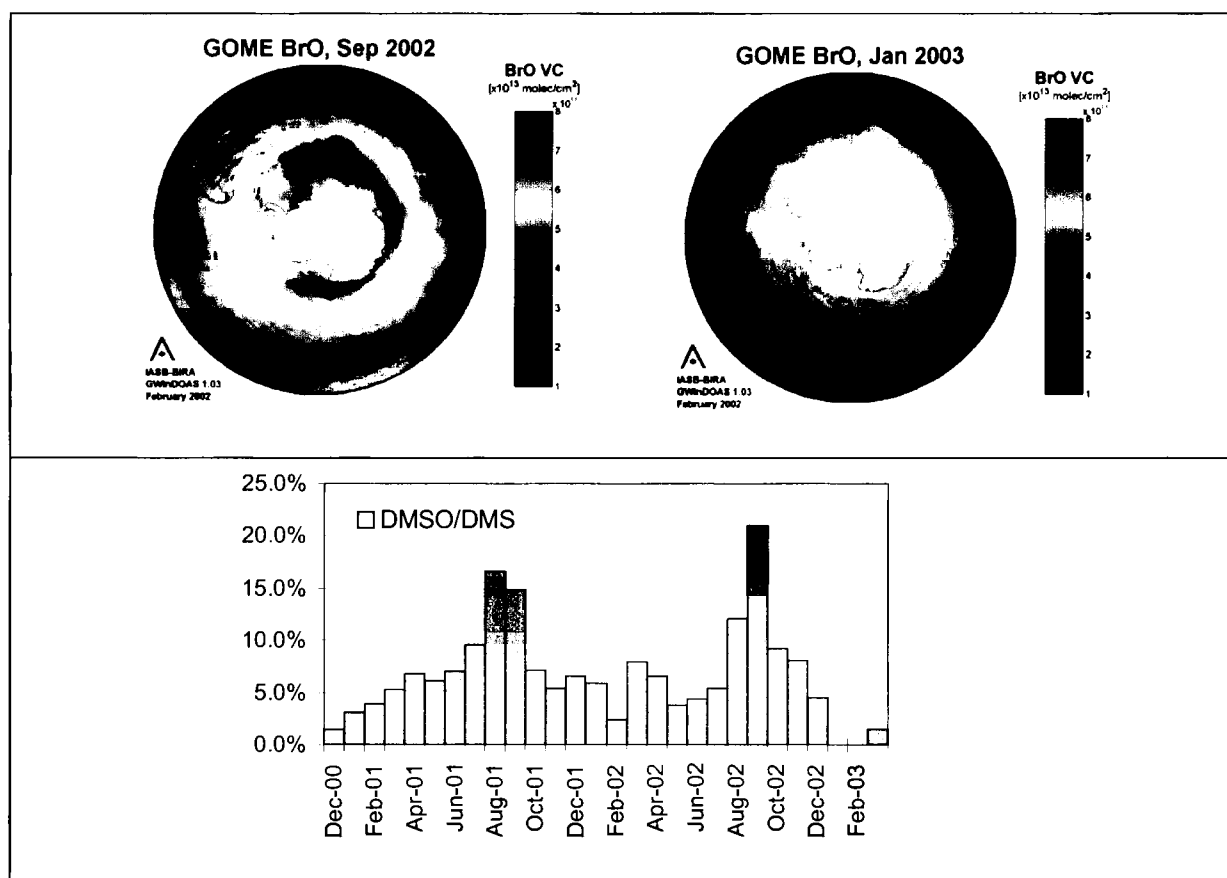 GOME BrO, Sep 2002
BrO VC
[x10¹³ molec/cm²]
8
7
6
5
4
3
2
1
IASB-BIRA
GWinDOAS 1.03
February 2002
GOME BrO, Jan 2003
BrO VC
[x10¹³ molec/cm²]
8
7
6
5
4
3
2
1
IASB-BIRA
GWinDOAS 1.03
February 2002
25.0%
20.0%
15.0%
10.0%
5.0%
0.0%
DMSO/DMS
Dec-00
Feb-01
Apr-01
Jun-01
Aug-01
Oct-01
Dec-01
Feb-02
Apr-02
Jun-02
Aug-02
Oct-02
Dec-02
Feb-03